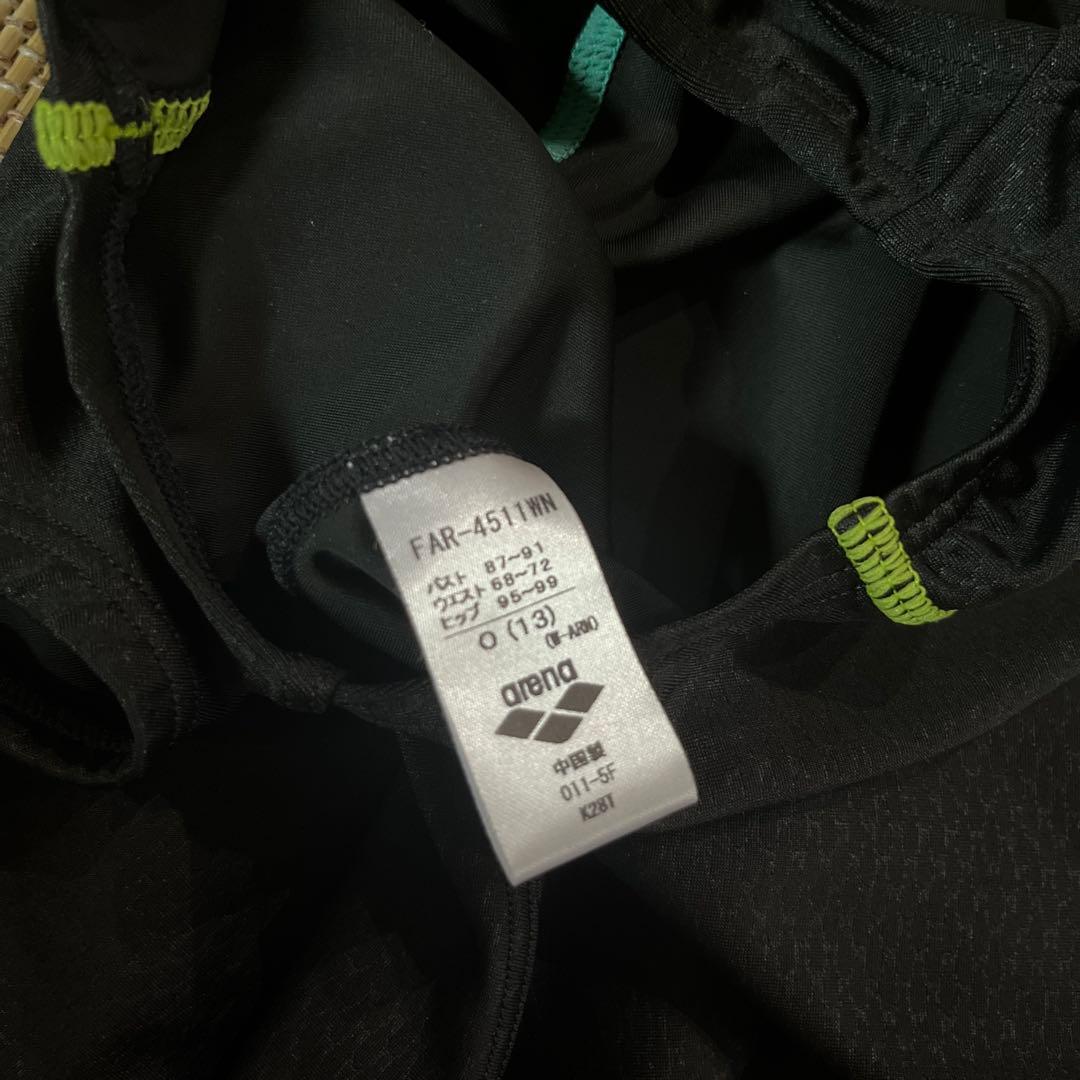 FAR-4511WN
バスト 87~91
ウエスト 68~72
ヒップ 95~99
O (13)
(W-ARM)
arena
中国製
011-5F
K28T